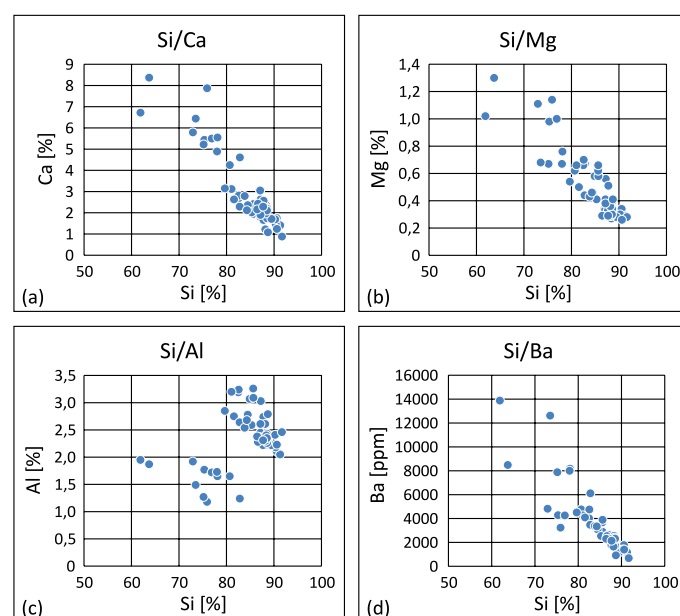 Si/Ca
9
8
7
6
5
4
3
2
1
0
Ca [%]
50 60 70 80 90 100
Si [%]
(a)
Si/Mg
1,4
1,2
1,0
0,8
0,6
0,4
0,2
Mg [%]
50 60 70 80 90 100
Si [%]
(b)
Si/Al
3,5
3,0
2,5
2,0
1,5
1,0
0,5
0,0
Al [%]
50 60 70 80 90 100
Si [%]
(c)
Si/Ba
16000
14000
12000
10000
8000
6000
4000
2000
0
Ba [ppm]
50 60 70 80 90 100
Si [%]
(d)